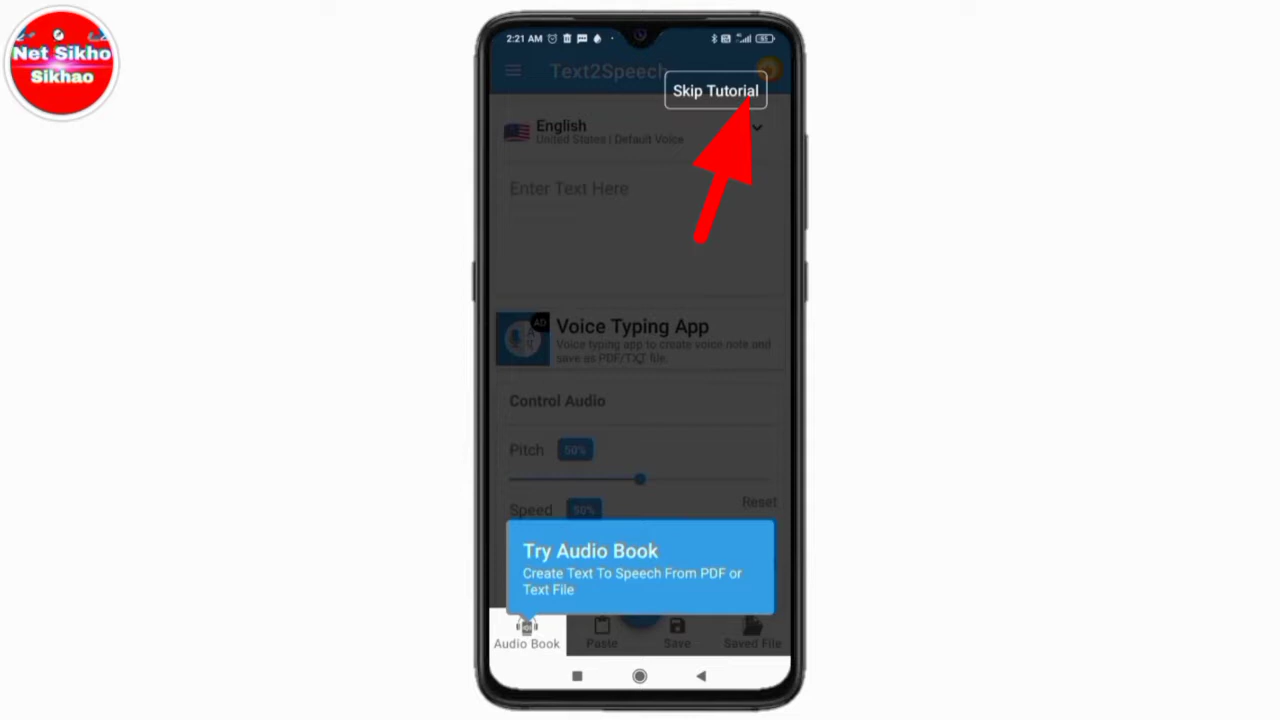 Net Sikho
Sikhao
2:21 AM
Text2Speech
Skip Tutorial
English
United States | Default Voice
Enter Text Here
AD
Voice Typing App
Voice typing app to create voice note and
save as PDF/TXT file.
Control Audio
Pitch 50%
Reset
Speed 50%
Try Audio Book
Create Text To Speech From PDF or
Text File
Audio Book
Paste
Save
Saved File